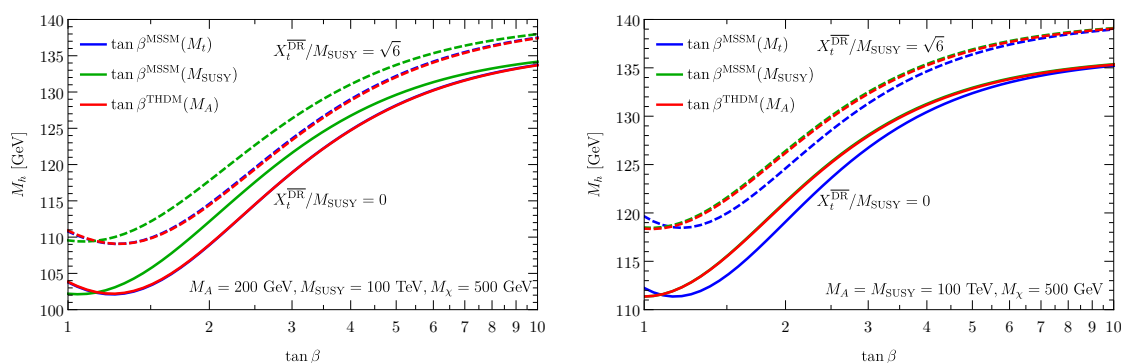 140
135
130
125
120
115
110
105
100
M_h [GeV]
tan β^MSSM(M_t)
tan β^MSSM(M_SUSY)
tan β^THDM(M_A)
X_t^{\overline{DR}}/M_SUSY = √6
X_t^{\overline{DR}}/M_SUSY = 0
M_A = 200 GeV, M_SUSY = 100 TeV, M_χ = 500 GeV
1 2 3 4 5 6 7 8 9 10
tan β
140
135
130
125
120
115
110
M_h [GeV]
tan β^MSSM(M_t)
tan β^MSSM(M_SUSY)
tan β^THDM(M_A)
X_t^{\overline{DR}}/M_SUSY = √6
X_t^{\overline{DR}}/M_SUSY = 0
M_A = M_SUSY = 100 TeV, M_χ = 500 GeV
1 2 3 4 5 6 7 8 9 10
tan β